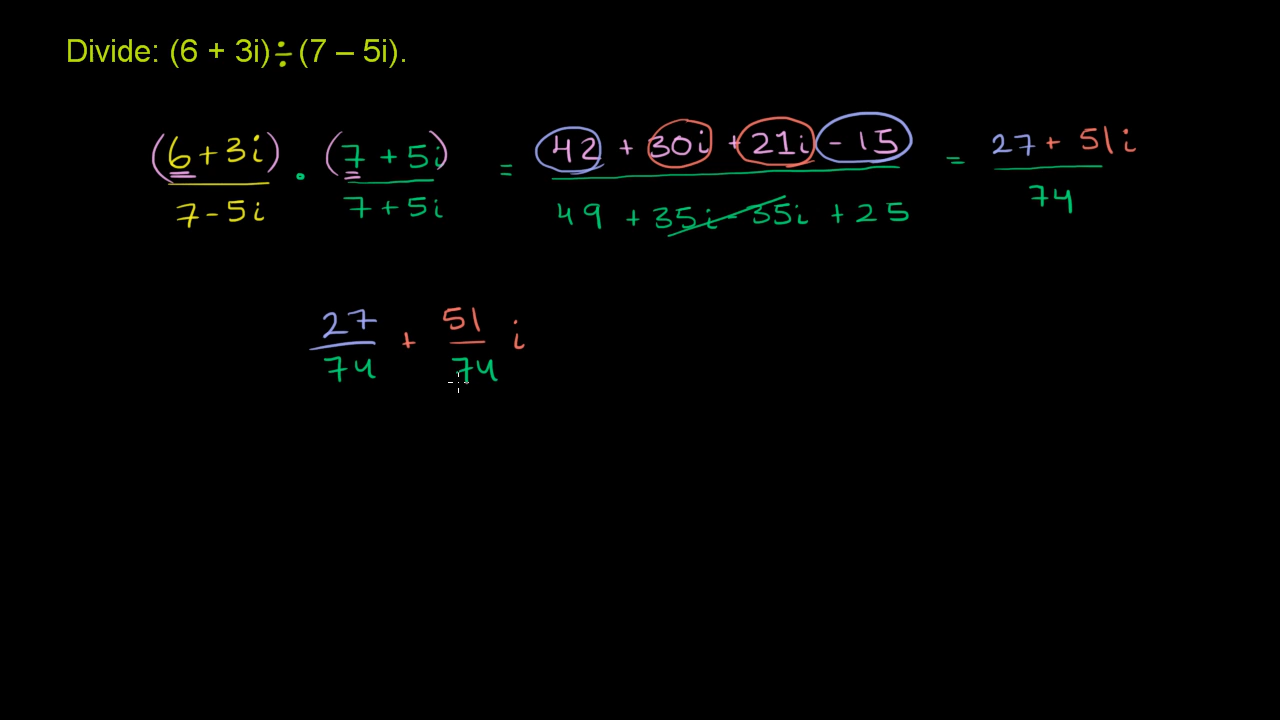 Divide: (6 + 3i) ÷ (7 – 5i).
(6 + 3i) / 7 - 5i · (7 + 5i) / 7 + 5i = 42 + 30i + 21i - 15 / 49 + 35i - 35i + 25 = 27 + 51i / 74
27/74 + 51/74 i